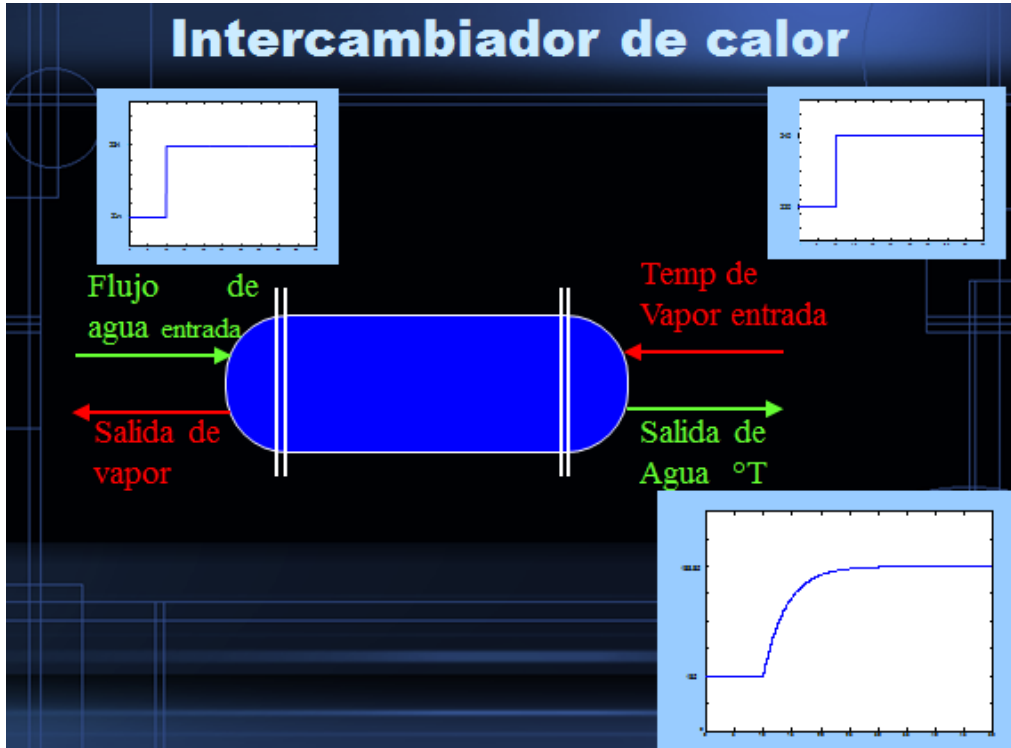 Intercambiador de calor
Flujo de
agua entrada
Temp de
Vapor entrada
Salida de
vapor
Salida de
Agua °T